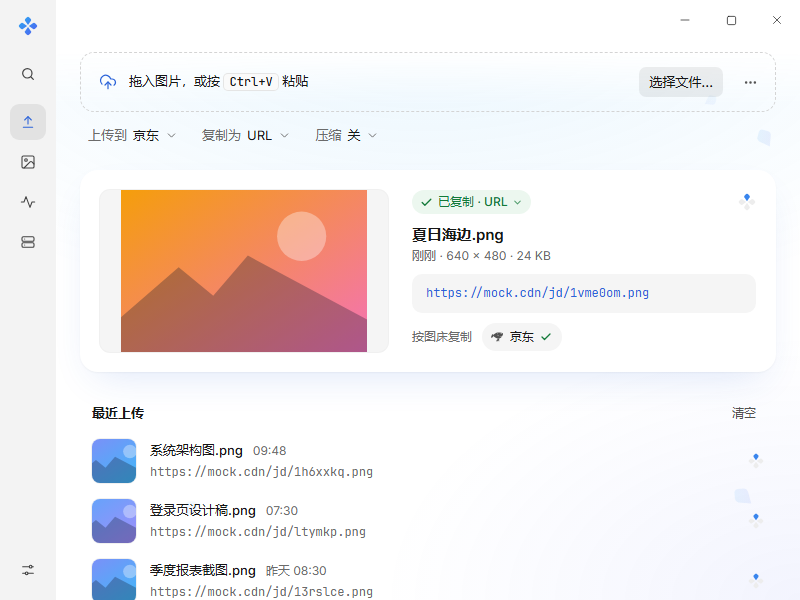 拖入图片，或按 Ctrl+V 粘贴
选择文件...
上传到 京东 复制为 URL 压缩 关
已复制 · URL
夏日海边.png
刚刚 · 640 × 480 · 24 KB
https://mock.cdn/jd/1vme0om.png
按图床复制 京东
最近上传 清空
系统架构图.png 09:48
https://mock.cdn/jd/1h6xxkq.png
登录页设计稿.png 07:30
https://mock.cdn/jd/ltymkp.png
季度报表截图.png 昨天 08:30
https://mock.cdn/jd/13rslce.png